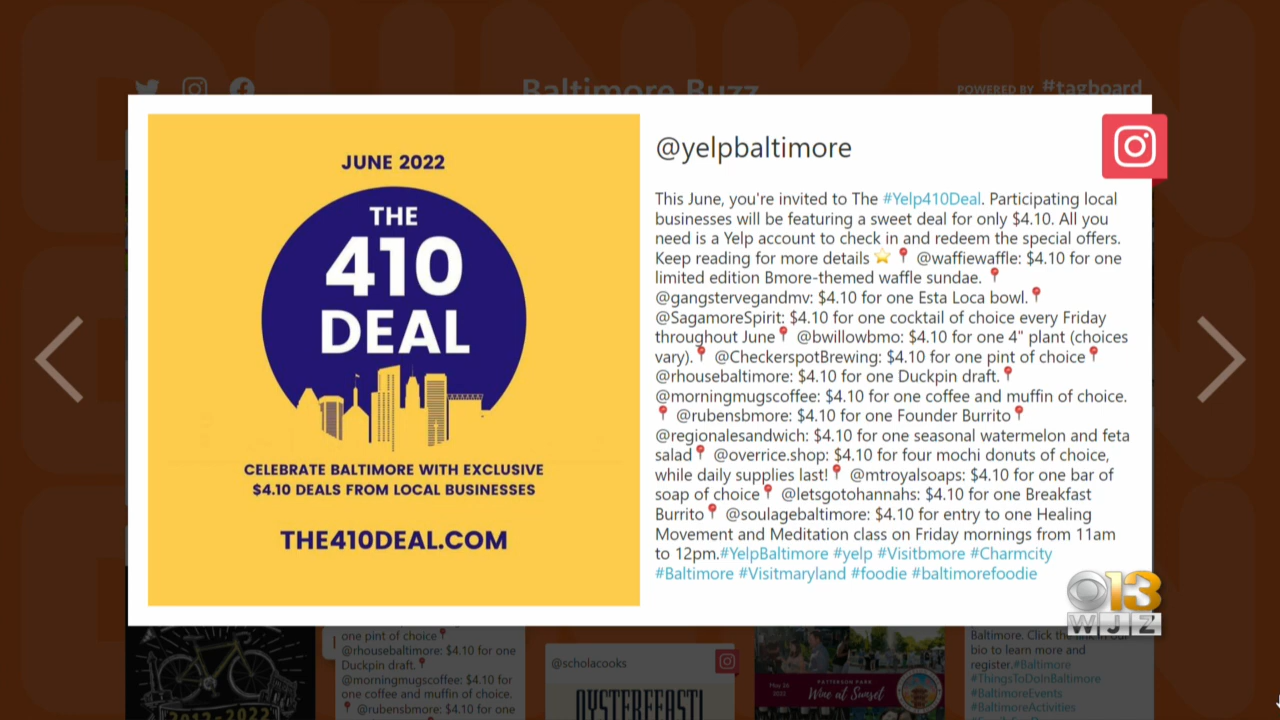 Baltimore Buzz
POWERED BY #tagboard
JUNE 2022
THE
410
DEAL
CELEBRATE BALTIMORE WITH EXCLUSIVE
$4.10 DEALS FROM LOCAL BUSINESSES
THE410DEAL.COM
@yelpbaltimore
This June, you're invited to The #Yelp410Deal. Participating local
businesses will be featuring a sweet deal for only $4.10. All you
need is a Yelp account to check in and redeem the special offers.
Keep reading for more details ⭐📍 @waffiewaffle: $4.10 for one
limited edition Bmore-themed waffle sundae. 📍
@gangstervegandmv: $4.10 for one Esta Loca bowl.📍
@SagamoreSpirit: $4.10 for one cocktail of choice every Friday
throughout June📍 @bwillowbmo: $4.10 for one 4" plant (choices
vary).📍 @CheckerspotBrewing: $4.10 for one pint of choice📍
@rhousebaltimore: $4.10 for one Duckpin draft.📍
@morningmugscoffee: $4.10 for one coffee and muffin of choice.
📍 @rubensbmore: $4.10 for one Founder Burrito📍
@regionalesandwich: $4.10 for one seasonal watermelon and feta
salad📍 @overrice.shop: $4.10 for four mochi donuts of choice,
while daily supplies last!📍 @mtroyalsoaps: $4.10 for one bar of
soap of choice📍 @letsgotohannahs: $4.10 for one Breakfast
Burrito📍 @soulagebaltimore: $4.10 for entry to one Healing
Movement and Meditation class on Friday mornings from 11am
to 12pm.#YelpBaltimore #yelp #Visitbmore #Charmcity
#Baltimore #Visitmaryland #foodie #baltimorefoodie
13
WJZ
2012-2022
one pint of choice📍
@rhousebaltimore: $4.10 for one
Duckpin draft.📍
@morningmugscoffee: $4.10 for
one coffee and muffin of choice.
📍 @rubensbmore: $4.10 for one
@scholacooks
OYSTERFEAST!
PATTERSON PARK
Wine at Sunset
2022
Baltimore. Click the link in our
bio to learn more and
register.#Baltimore
#ThingsToDoInBaltimore
#BaltimoreEvents
#BaltimoreActivities